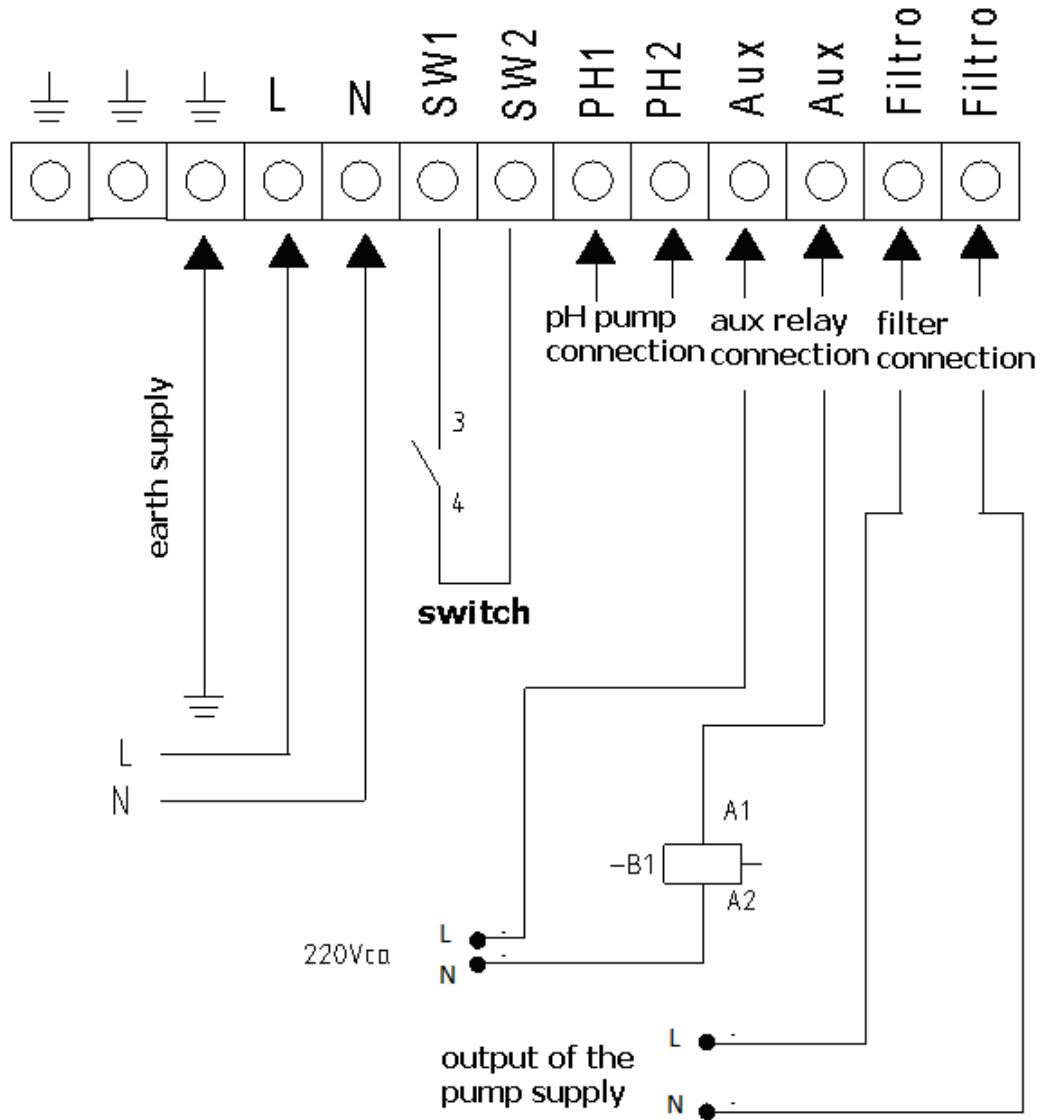 L
N
SW1
SW2
PH1
PH2
Aux
Aux
Filtro
Filtro
pH pump
connection
aux relay
connection
filter
connection
earth supply
3
4
switch
L
N
A1
-B1
A2
220Vca
L
N
output of the
pump supply
L
N